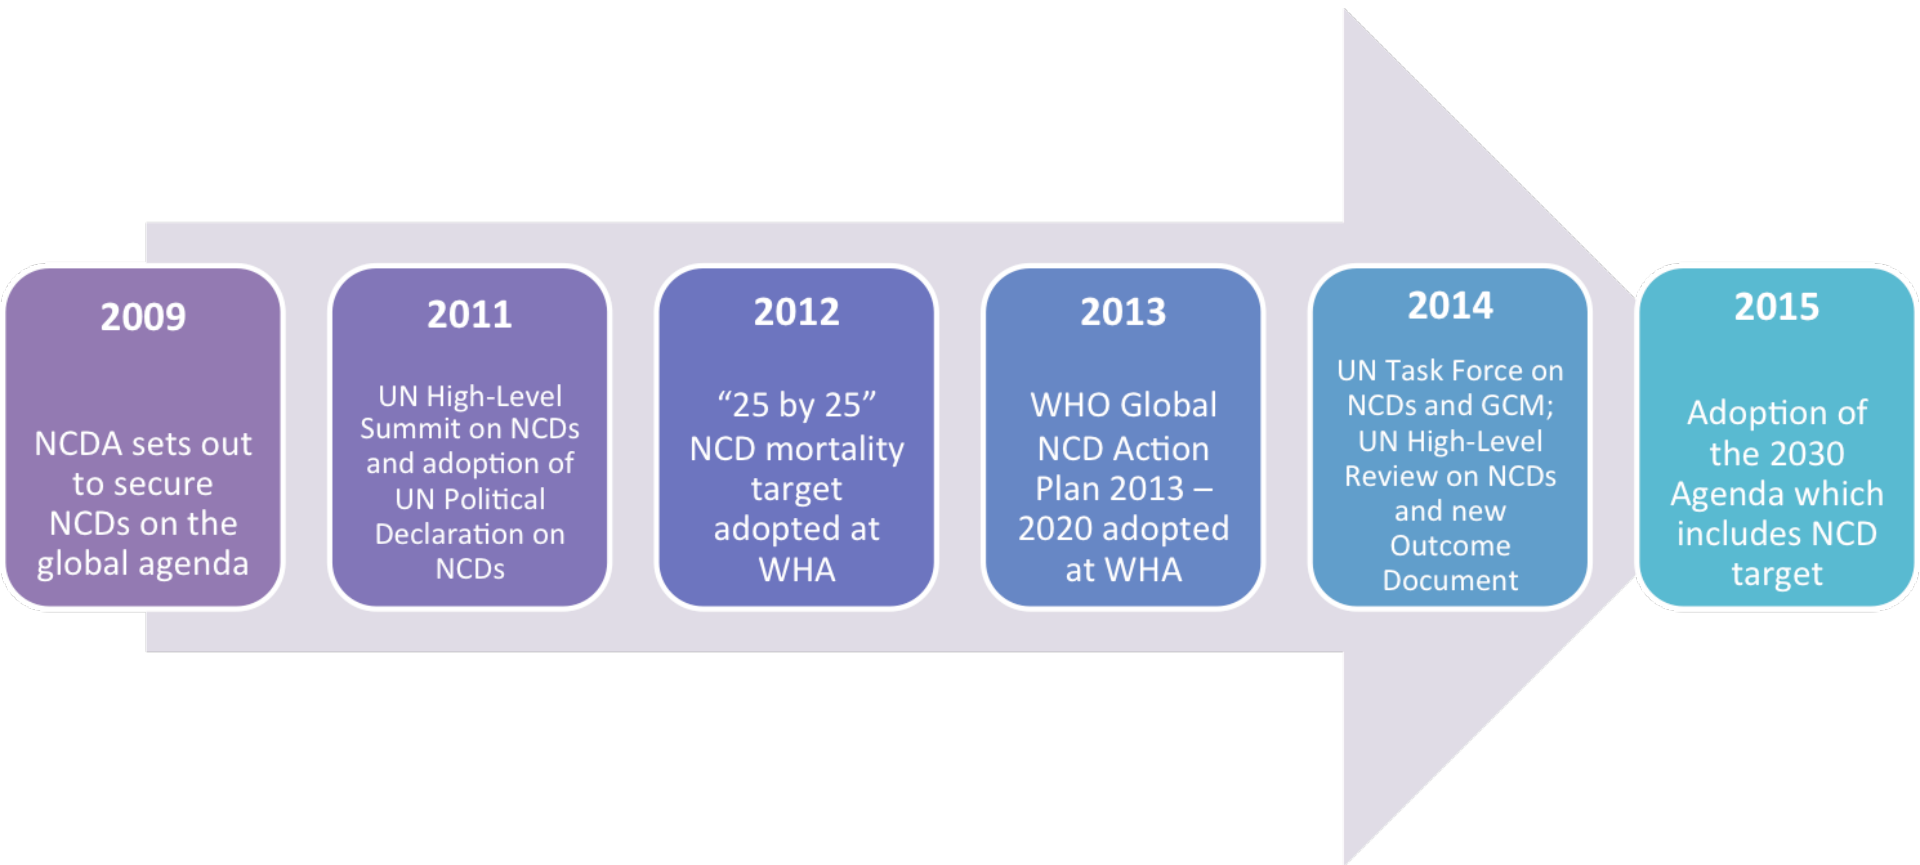 2009
NCDA sets out
to secure
NCDs on the
global agenda
2011
UN High-Level
Summit on NCDs
and adoption of
UN Political
Declaration on
NCDs
2012
“25 by 25”
NCD mortality
target
adopted at
WHA
2013
WHO Global
NCD Action
Plan 2013 –
2020 adopted
at WHA
2014
UN Task Force on
NCDs and GCM;
UN High-Level
Review on NCDs
and new
Outcome
Document
2015
Adoption of
the 2030
Agenda which
includes NCD
target